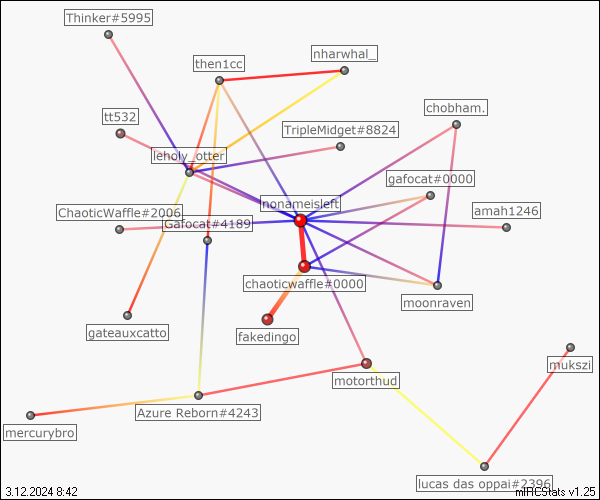 Thinker#5995
nharwhal_
then1cc
chobham.
tt532
TripleMidget#8824
leholy_otter
gafocat#0000
nonameisleft
ChaoticWaffle#2006
amah1246
Gafocat#4189
chaoticwaffle#0000
moonraven
gateauxcatto
fakedingo
mukszi
motorthud
Azure Reborn#4243
mercurybro
lucas das oppai#2396
3.12.2024 8:42
mIRCStats v1.25